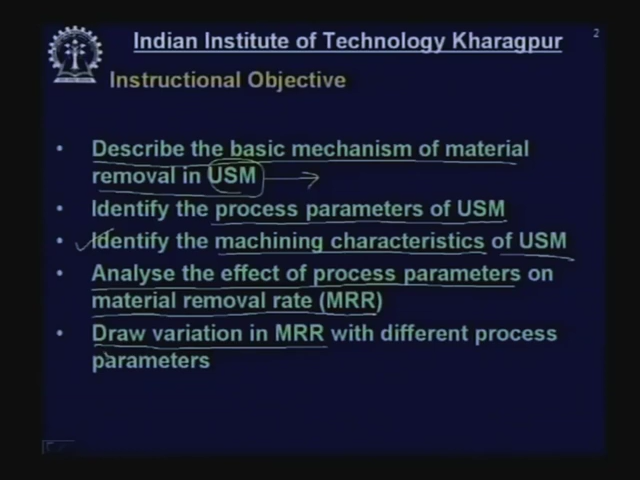 2
Indian Institute of Technology Kharagpur
Instructional Objective
• Describe the basic mechanism of material
removal in USM
• Identify the process parameters of USM
• Identify the machining characteristics of USM
• Analyse the effect of process parameters on
material removal rate (MRR)
• Draw variation in MRR with different process
parameters